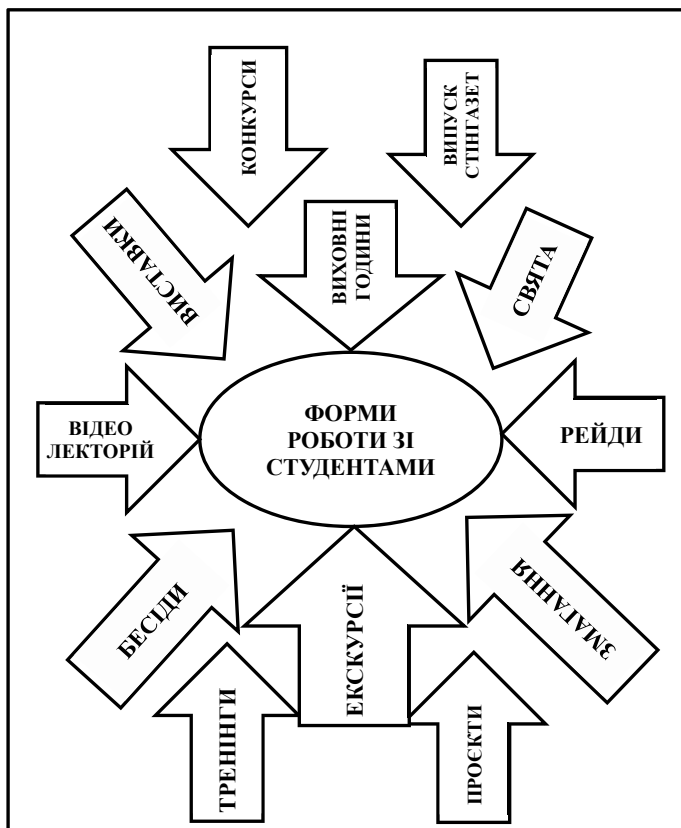 КОНКУРСИ
ВИПУСК
СТІНГАЗЕТ
ВИСТАВКИ
ВИХОВНІ
ГОДИНИ
СВЯТА
ВІДЕО
ЛЕКТОРІЙ
ФОРМИ
РОБОТИ ЗІ
СТУДЕНТАМИ
РЕЙДИ
БЕСІДИ
ЕКСКУРСІЇ
ЗМАГАННЯ
ТРЕНІНГИ
ПРОЄКТИ